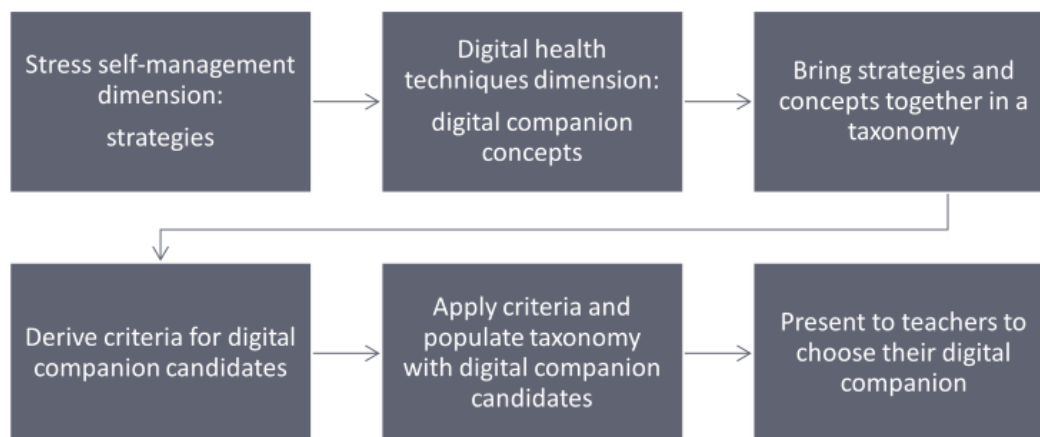 Stress self-management
dimension:
strategies
Digital health
techniques dimension:
digital companion
concepts
Bring strategies and
concepts together in a
taxonomy
Derive criteria for digital
companion candidates
Apply criteria and
populate taxonomy
with digital companion
candidates
Present to teachers to
choose their digital
companion